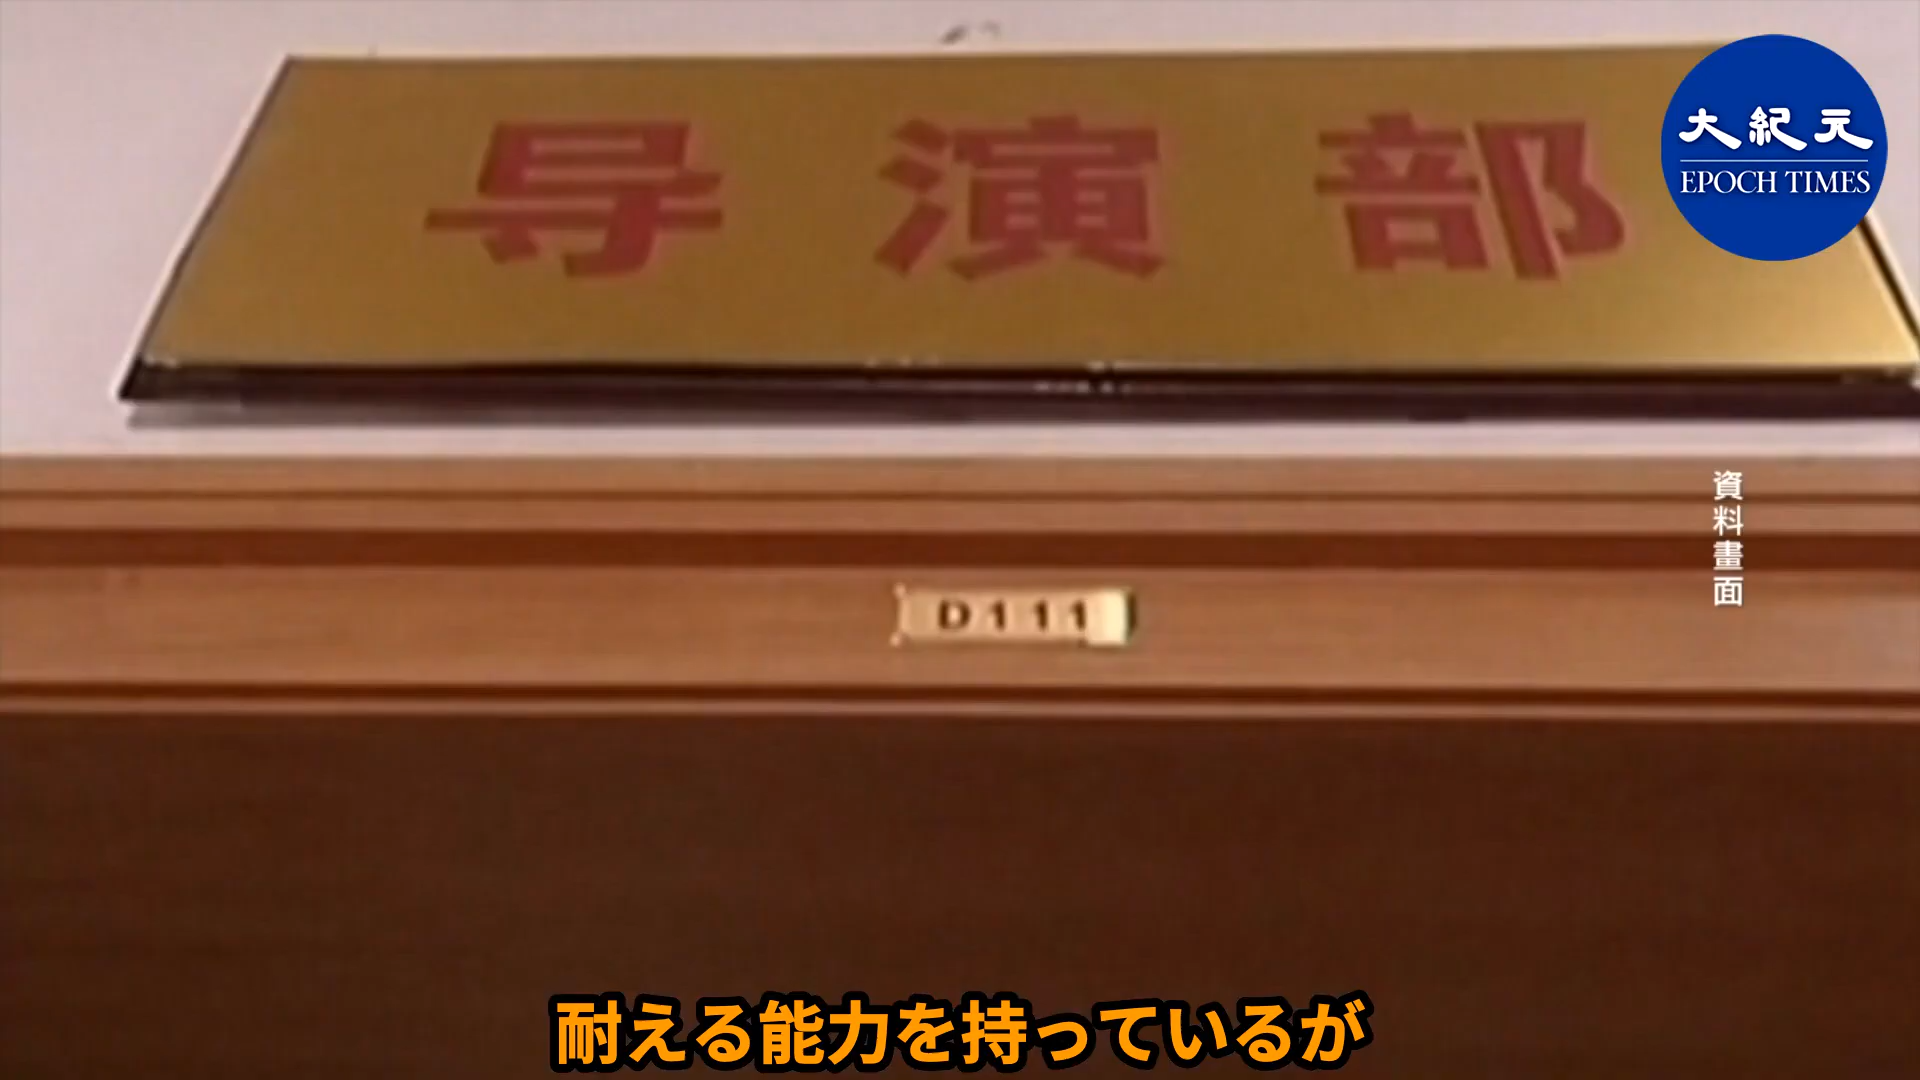 导演部
大紀元
EPOCH TIMES
資料畫面
D111
耐える能力を持っているが